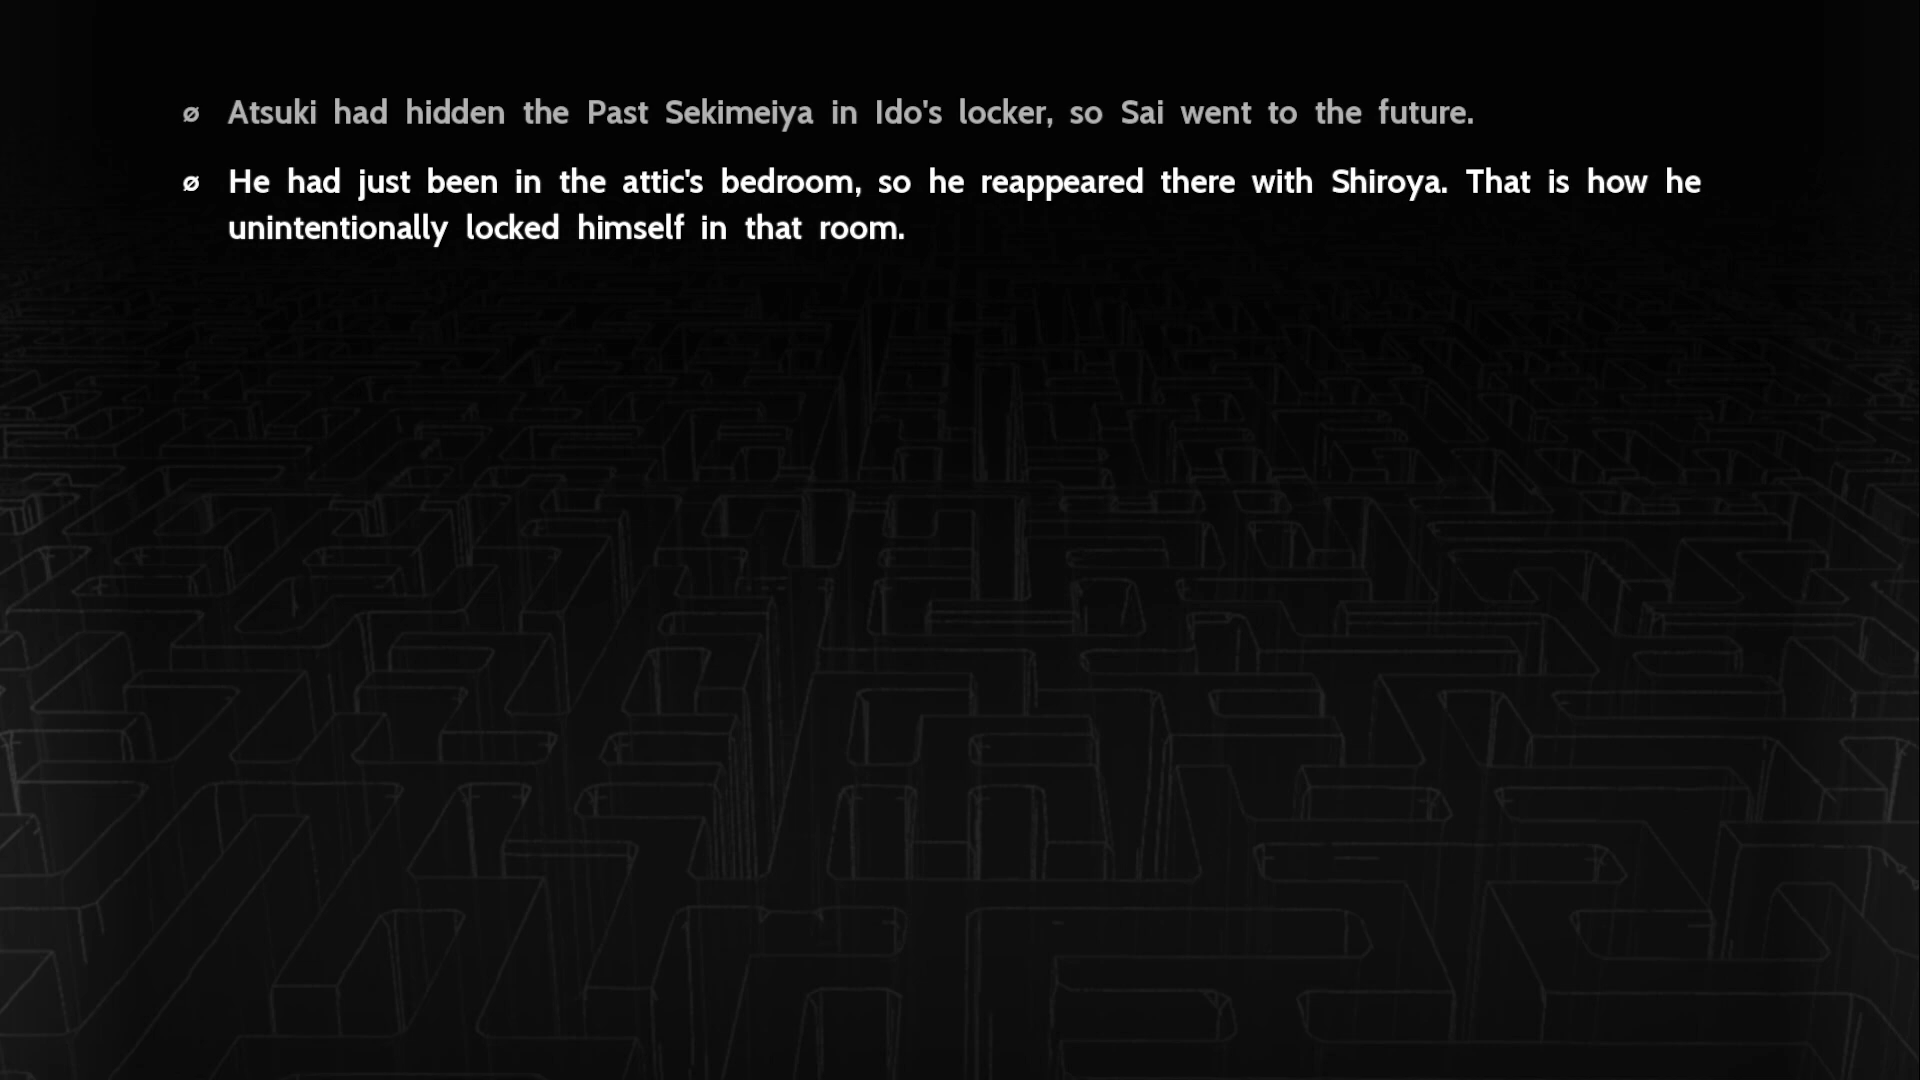 ø Atsuki had hidden the Past Sekimeiya in Ido's locker, so Sai went to the future.
ø He had just been in the attic's bedroom, so he reappeared there with Shiroya. That is how he
unintentionally locked himself in that room.